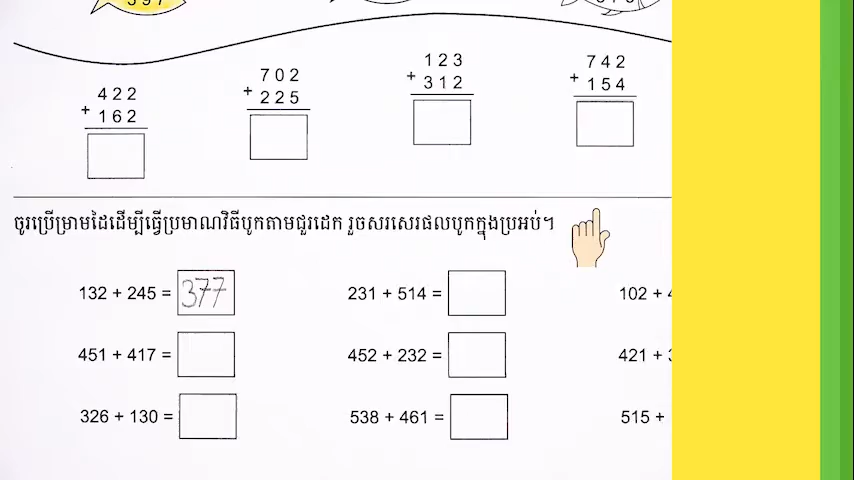 422
+ 162
702
+ 225
123
+ 312
742
+ 154
ចូរប្រើម្រាមដៃដើម្បីធ្វើប្រមាណវិធីបូកតាមជួរដេក រួចសរសេរផលបូកក្នុងប្រអប់។
132 + 245 = 377
231 + 514 =
102 +
451 + 417 =
452 + 232 =
421 +
326 + 130 =
538 + 461 =
515 +